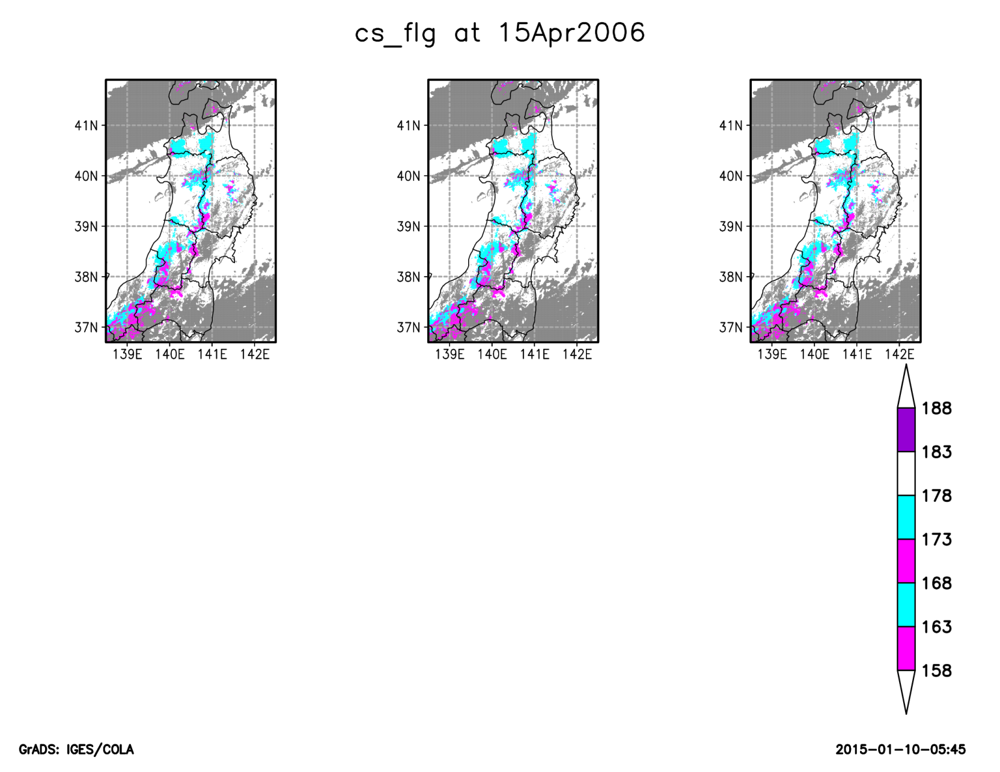 cs_flg at 15Apr2006
41N
40N
39N
38N
37N
139E 140E 141E 142E
41N
40N
39N
38N
37N
139E 140E 141E 142E
41N
40N
39N
38N
37N
139E 140E 141E 142E
188
183
178
173
168
163
158
GrADS: IGES/COLA
2015-01-10-05:45